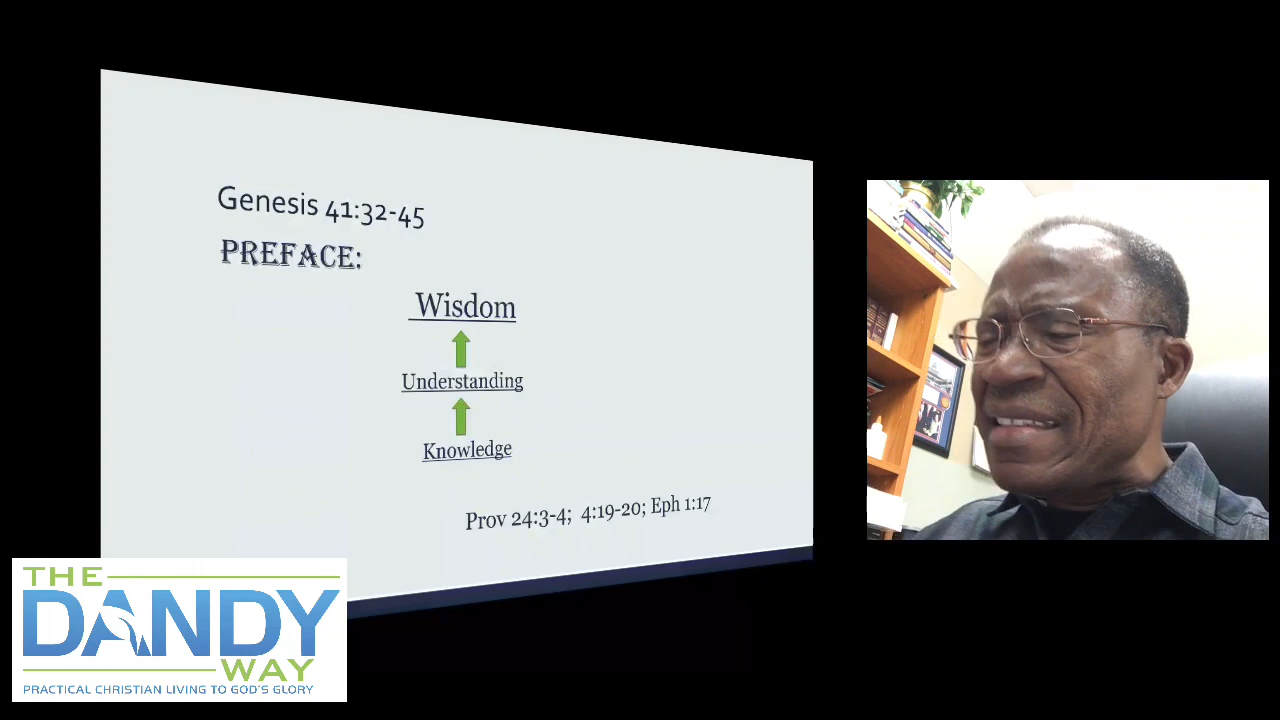 Genesis 41:32-45
PREFACE:
Wisdom
Understanding
Knowledge
Prov 24:3-4; 4:19-20; Eph 1:17
THE
DANDY
WAY
PRACTICAL CHRISTIAN LIVING TO GOD'S GLORY